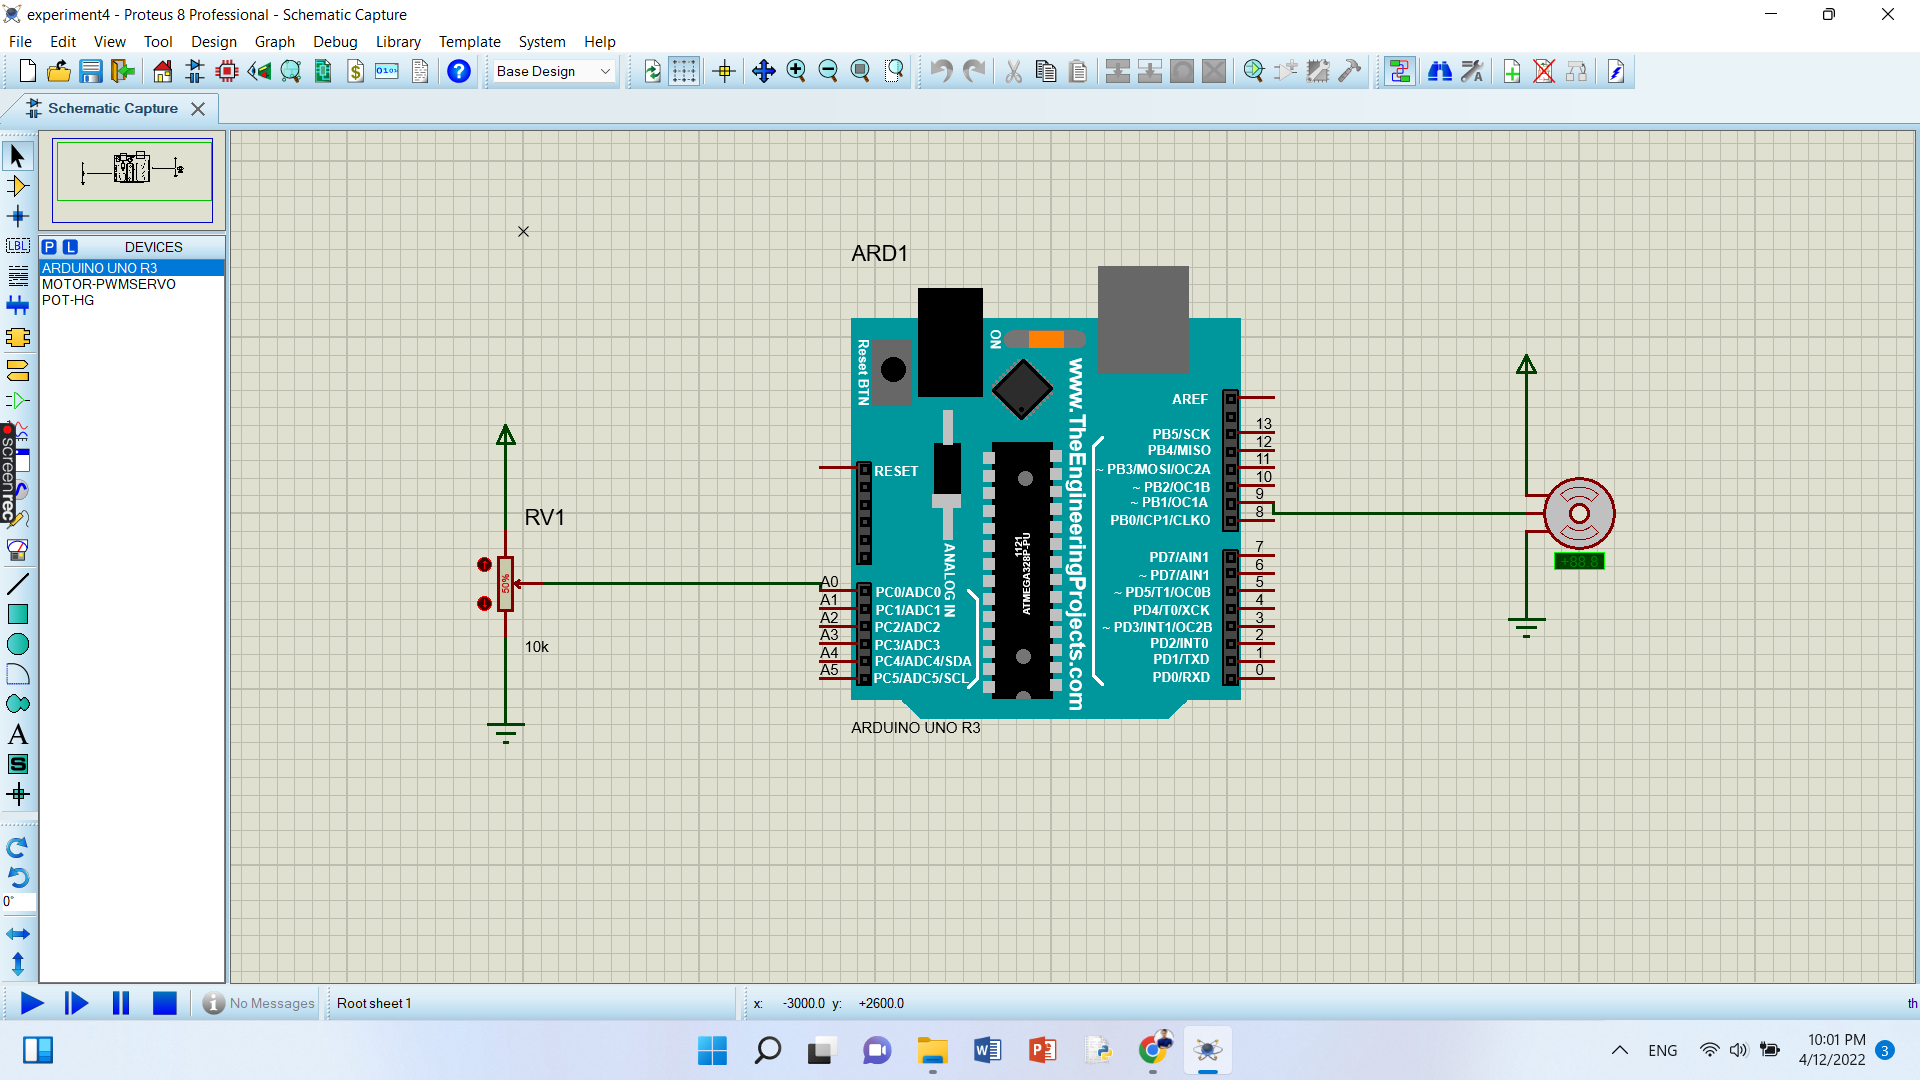 experiment4 - Proteus 8 Professional - Schematic Capture
File Edit View Tool Design Graph Debug Library Template System Help
Base Design
Schematic Capture
P L DEVICES
ARDUINO UNO R3
MOTOR-PWMSERVO
POT-HG
LBL
A
S
0°
screenrec
RV1
50%
10k
ARD1
Reset BTN
ON
www.TheEngineeringProjects.com
ANALOG IN
1121
ATMEGA328P-PU
RESET
A0 PC0/ADC0
A1 PC1/ADC1
A2 PC2/ADC2
A3 PC3/ADC3
A4 PC4/ADC4/SDA
A5 PC5/ADC5/SCL
AREF
PB5/SCK 13
PB4/MISO 12
~ PB3/MOSI/OC2A 11
~ PB2/OC1B 10
~ PB1/OC1A 9
PB0/ICP1/CLKO 8
PD7/AIN1 7
~ PD7/AIN1 6
~ PD5/T1/OC0B 5
PD4/T0/XCK 4
~ PD3/INT1/OC2B 3
PD2/INT0 2
PD1/TXD 1
PD0/RXD 0
ARDUINO UNO R3
+88.8
No Messages Root sheet 1 x: -3000.0 y: +2600.0 th
ENG 10:01 PM
4/12/2022 3